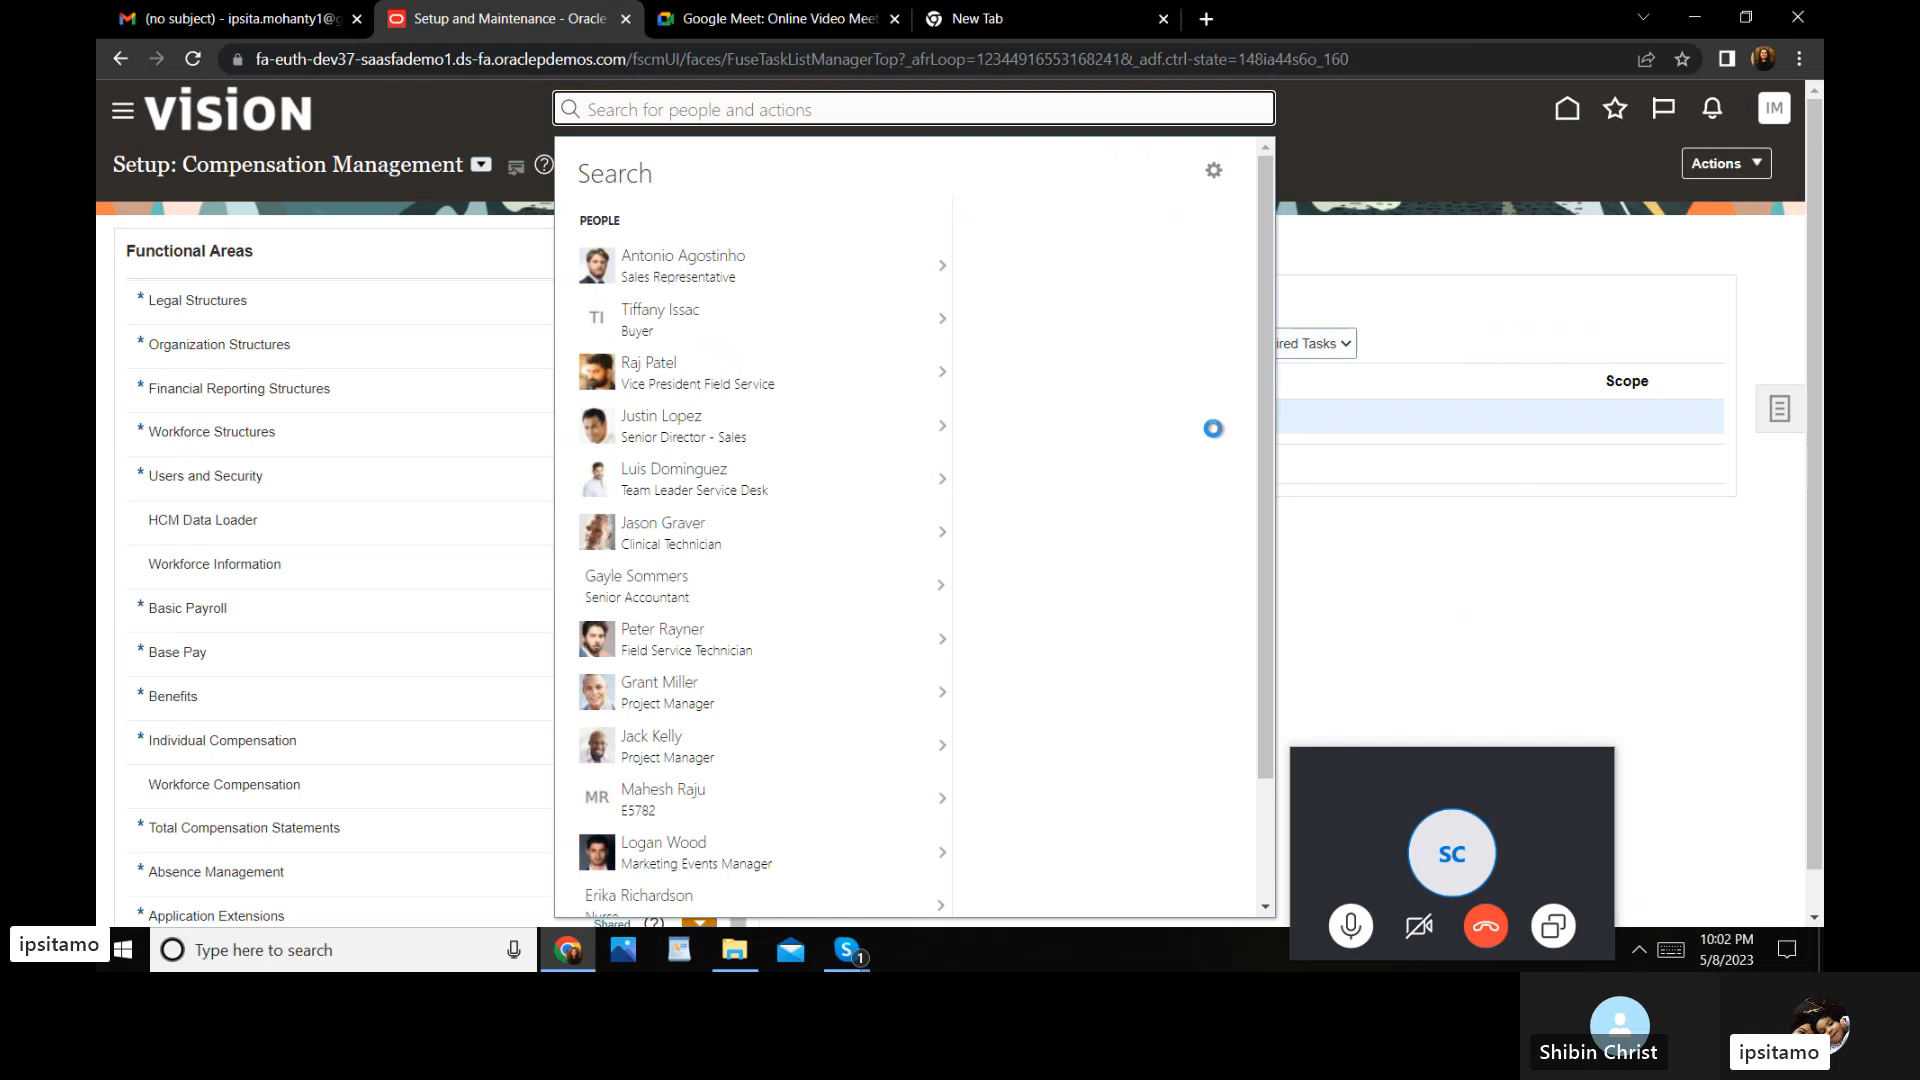 (no subject) - ipsita.mohanty1@g
Setup and Maintenance - Oracle
Google Meet: Online Video Meet
New Tab
fa-euth-dev37-saasfademo1.ds-fa.oraclepdemos.com/fscmUI/faces/FuseTaskListManagerTop?_afrLoop=123449165531682 41&_adf.ctrl-state=148ia44s6o_160
VISION
Search for people and actions
IM
Setup: Compensation Management
Actions
Search
PEOPLE
Antonio Agostinho
Sales Representative
TI
Tiffany Issac
Buyer
Raj Patel
Vice President Field Service
Justin Lopez
Senior Director - Sales
Luis Dominguez
Team Leader Service Desk
Jason Graver
Clinical Technician
Gayle Sommers
Senior Accountant
Peter Rayner
Field Service Technician
Grant Miller
Project Manager
Jack Kelly
Project Manager
MR
Mahesh Raju
E5782
Logan Wood
Marketing Events Manager
Erika Richardson
Nurse
Functional Areas
* Legal Structures
* Organization Structures
* Financial Reporting Structures
* Workforce Structures
* Users and Security
HCM Data Loader
Workforce Information
* Basic Payroll
* Base Pay
* Benefits
* Individual Compensation
Workforce Compensation
* Total Compensation Statements
* Absence Management
* Application Extensions
Shared
ired Tasks
Scope
SC
ipsitamo
Type here to search
S 1
10:02 PM
5/8/2023
Shibin Christ
ipsitamo